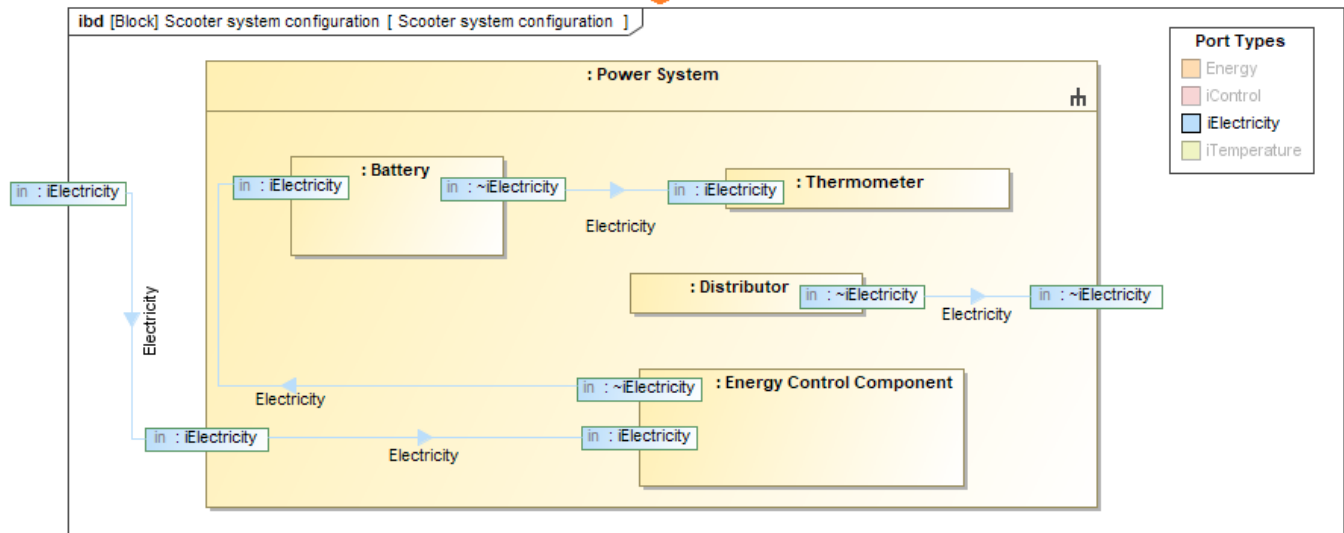 ibd [Block] Scooter system configuration [ Scooter system configuration ]
Port Types
Energy
iControl
iElectricity
iTemperature
: Power System
: Battery
in : iElectricity
in : ~iElectricity
Electricity
in : iElectricity
: Thermometer
in : iElectricity
Electricity
: Distributor
in : ~iElectricity
Electricity
in : ~iElectricity
Electricity
in : ~iElectricity
: Energy Control Component
in : iElectricity
Electricity
in : iElectricity